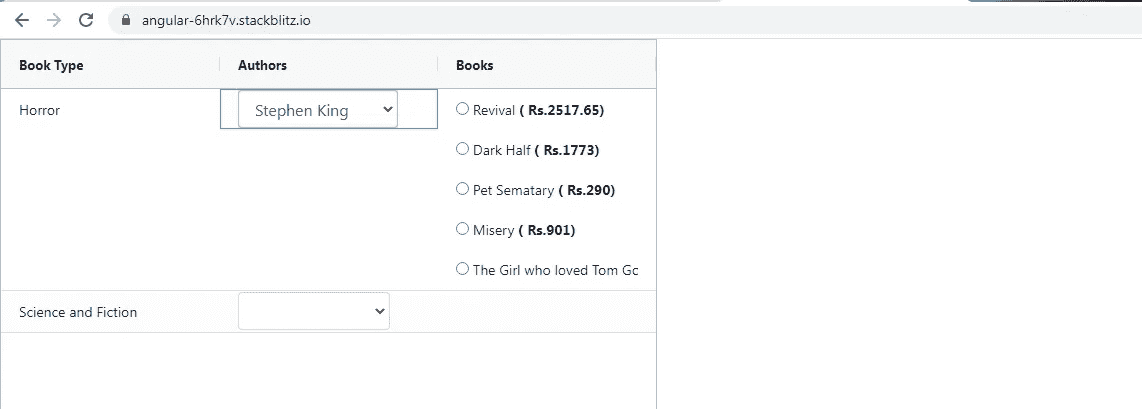 angular-6hrk7v.stackblitz.io
Book Type Authors Books
Horror Stephen King Revival ( Rs.2517.65)
Dark Half ( Rs.1773)
Pet Sematary ( Rs.290)
Misery ( Rs.901)
The Girl who loved Tom Gc
Science and Fiction